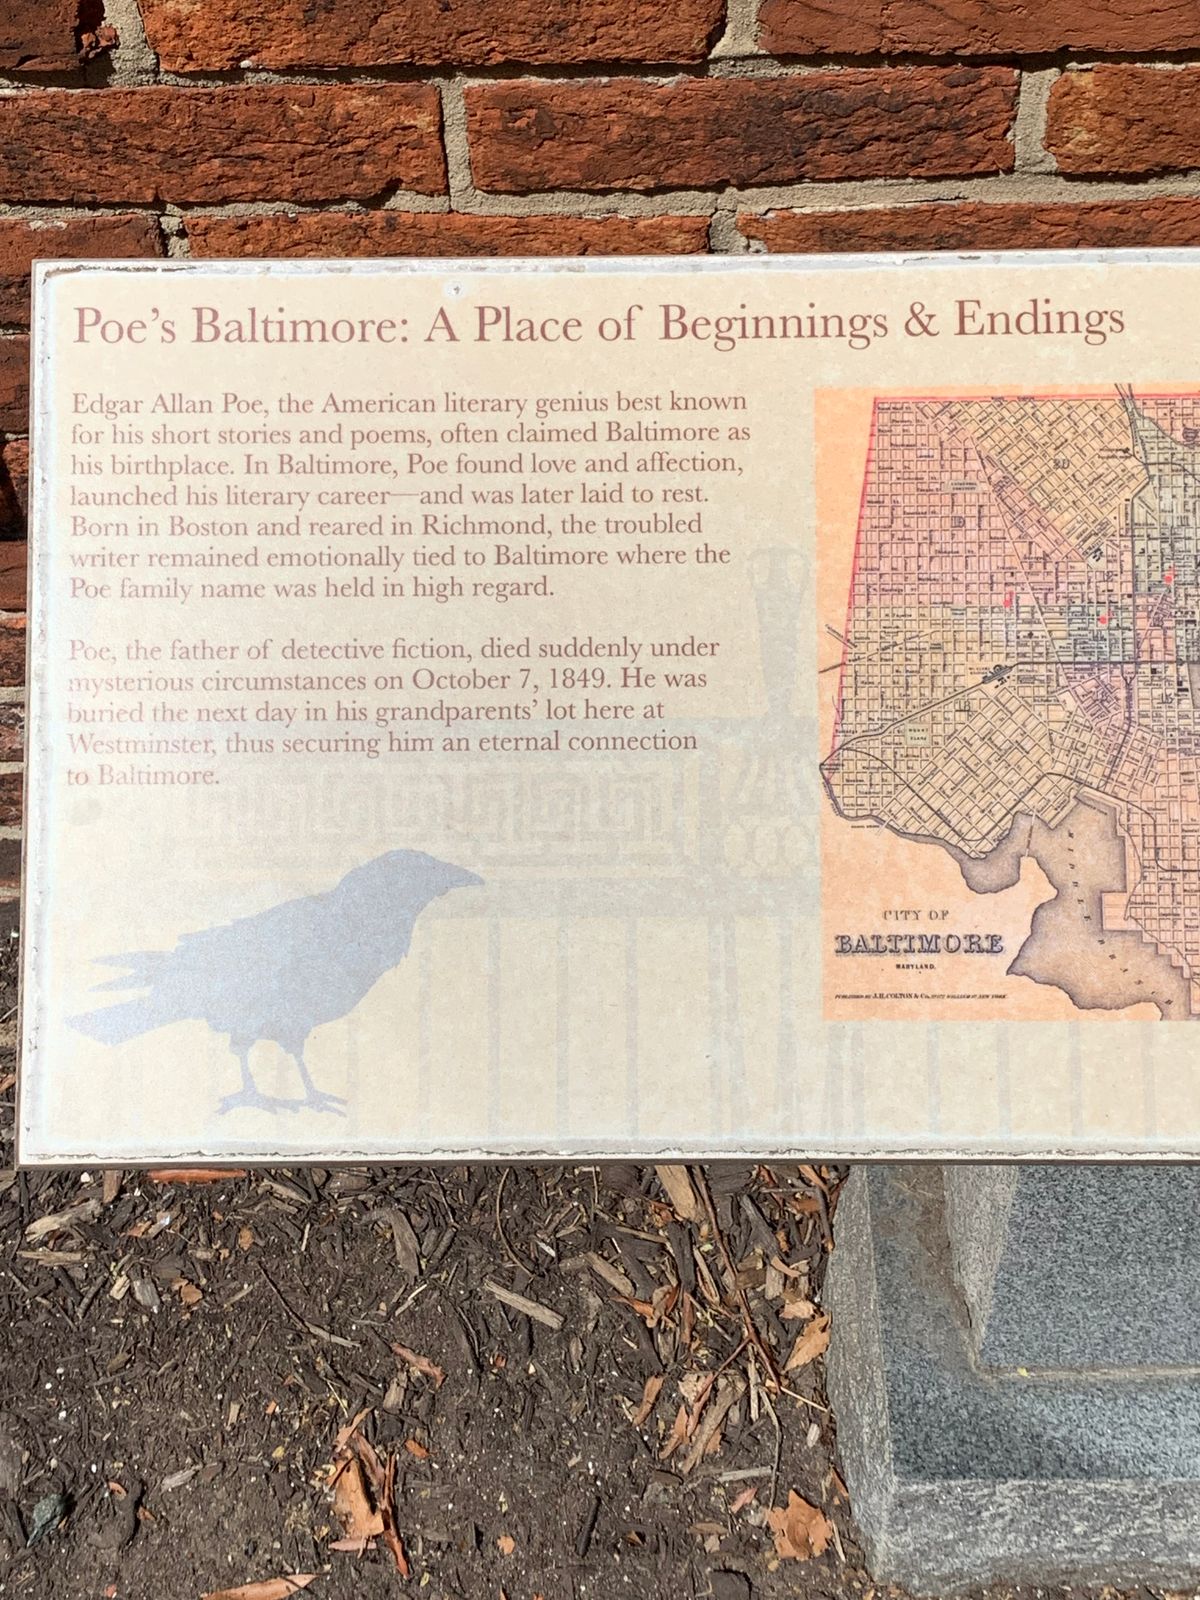 Poe's Baltimore: A Place of Beginnings & Endings
Edgar Allan Poe, the American literary genius best known
for his short stories and poems, often claimed Baltimore as
his birthplace. In Baltimore, Poe found love and affection,
launched his literary career—and was later laid to rest.
Born in Boston and reared in Richmond, the troubled
writer remained emotionally tied to Baltimore where the
Poe family name was held in high regard.
Poe, the father of detective fiction, died suddenly under
mysterious circumstances on October 7, 1849. He was
buried the next day in his grandparents' lot here at
Westminster, thus securing him an eternal connection
to Baltimore.
CITY OF
BALTIMORE
MARYLAND.
PUBLISHED BY J.H.COLTON & Co.